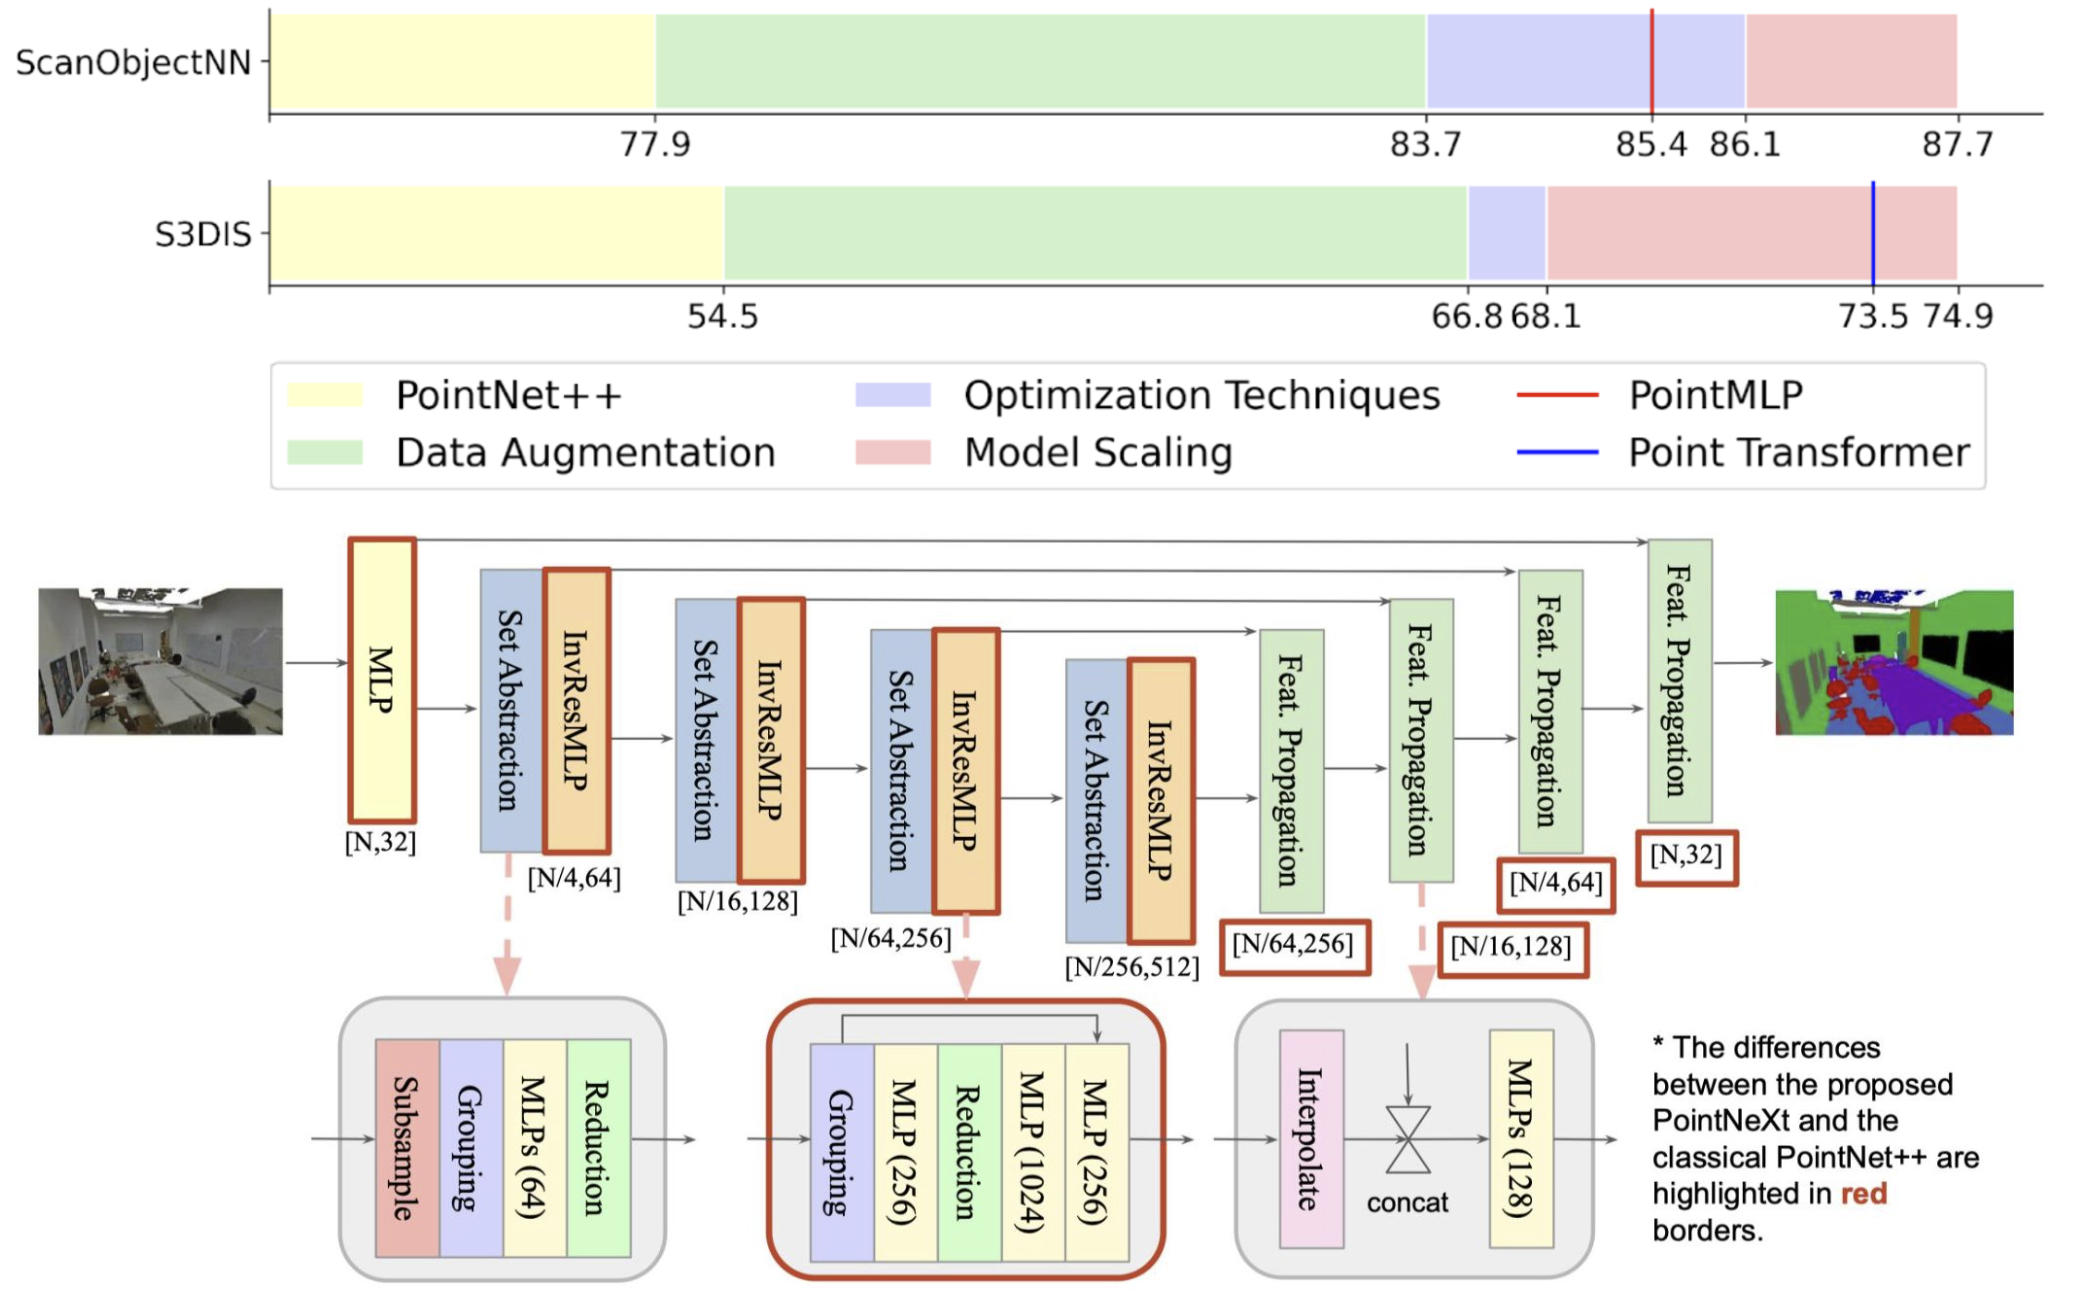 ScanObjectNN
77.9 83.7 85.4 86.1 87.7
S3DIS
54.5 66.8 68.1 73.5 74.9
PointNet++ Optimization Techniques PointMLP
Data Augmentation Model Scaling Point Transformer
MLP
[N,32]
Set Abstraction
InvResMLP
[N/4,64]
Set Abstraction
InvResMLP
[N/16,128]
Set Abstraction
InvResMLP
[N/64,256]
Set Abstraction
InvResMLP
[N/256,512]
Feat. Propagation
[N/64,256]
Feat. Propagation
[N/16,128]
Feat. Propagation
[N/4,64]
Feat. Propagation
[N,32]
Subsample
Grouping
MLPs (64)
Reduction
Grouping
MLP (256)
Reduction
MLP (1024)
MLP (256)
Interpolate
concat
MLPs (128)
* The differences
between the proposed
PointNeXt and the
classical PointNet++ are
highlighted in red
borders.